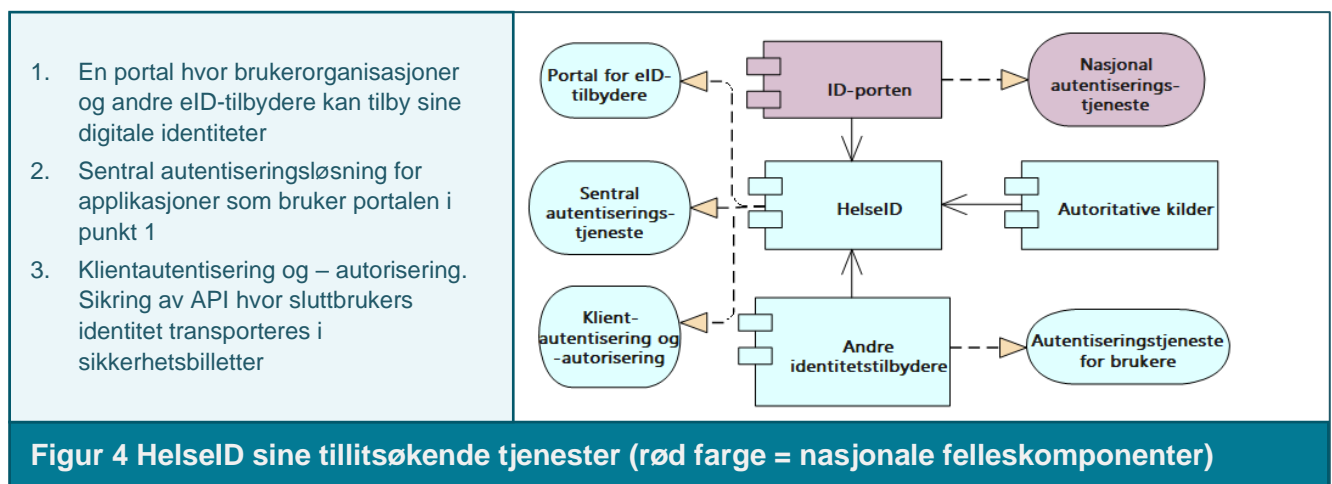 1. En portal hvor brukerorganisasjoner
og andre eID-tilbydere kan tilby sine
digitale identiteter
2. Sentral autentiseringsløsning for
applikasjoner som bruker portalen i
punkt 1
3. Klientautentisering og – autorisering.
Sikring av API hvor sluttbrukers
identitet transporteres i
sikkerhetsbilletter
Portal for eID-
tilbydere
ID-porten
Nasjonal
autentiserings-
tjeneste
Sentral
autentiserings-
tjeneste
HelseID
Autoritative kilder
Klient-
autentisering og
-autorisering
Andre
identitetstilbydere
Autentiseringstjeneste
for brukere
Figur 4 HelseID sine tillitsøkende tjenester (rød farge = nasjonale felleskomponenter)